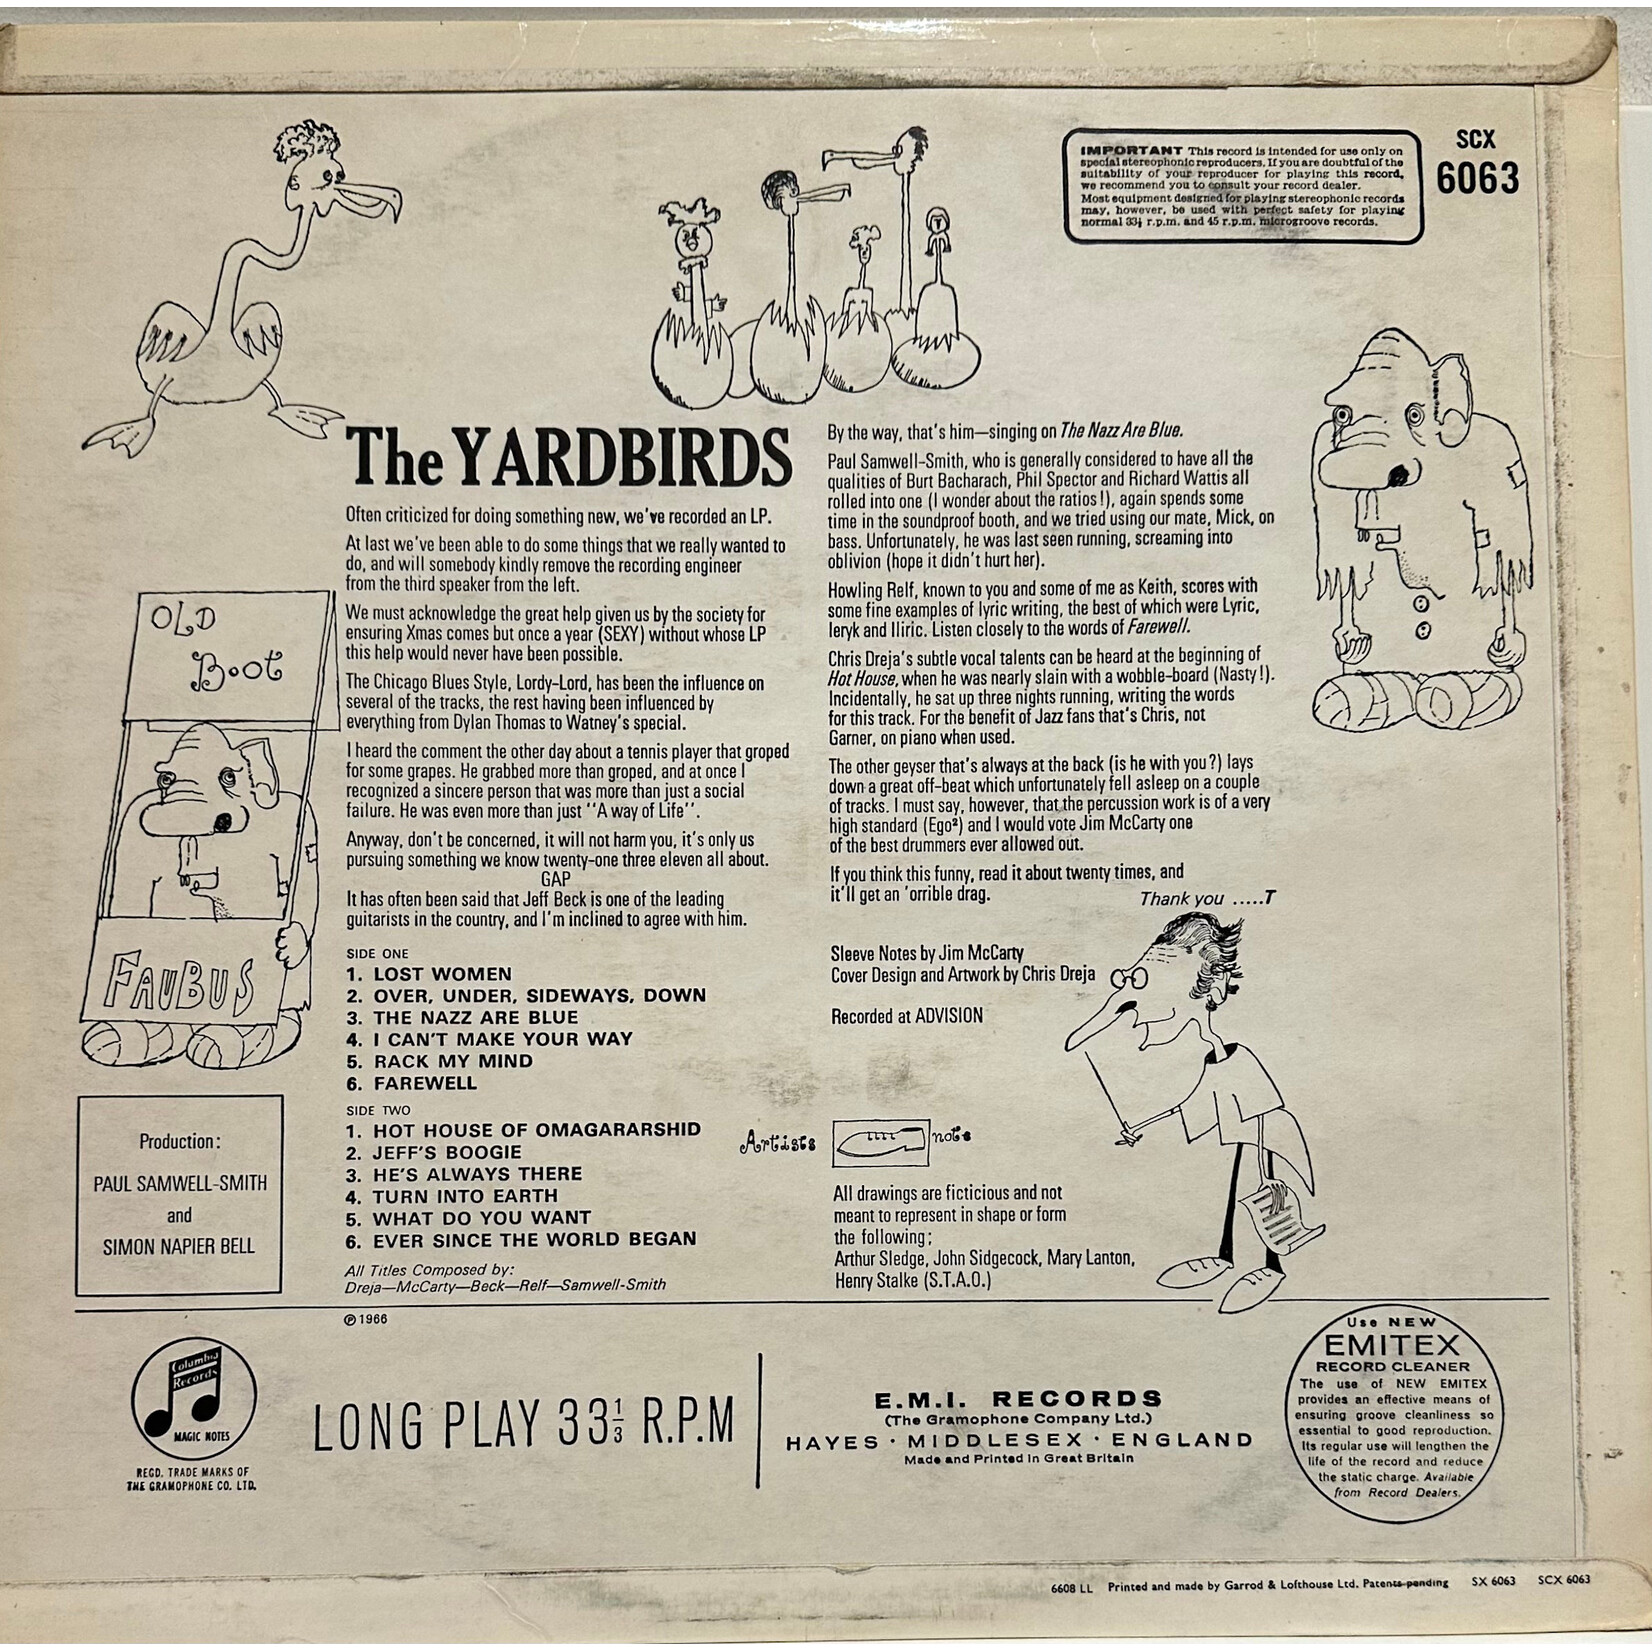 IMPORTANT This record is intended for use only on
special stereophonic reproducers. If you are doubtful of the
suitability of your reproducer for playing this record,
we recommend you to consult your record dealer.
Most equipment designed for playing stereophonic records
may, however, be used with perfect safety for playing
normal 33⅓ r.p.m. and 45 r.p.m. microgroove records.
SCX
6063
The YARDBIRDS
Often criticized for doing something new, we've recorded an LP.
At last we've been able to do some things that we really wanted to
do, and will somebody kindly remove the recording engineer
from the third speaker from the left.
We must acknowledge the great help given us by the society for
ensuring Xmas comes but once a year (SEXY) without whose LP
this help would never have been possible.
The Chicago Blues Style, Lordy-Lord, has been the influence on
several of the tracks, the rest having been influenced by
everything from Dylan Thomas to Watney's special.
I heard the comment the other day about a tennis player that groped
for some grapes. He grabbed more than groped, and at once I
recognized a sincere person that was more than just a social
failure. He was even more than just "A way of Life".
Anyway, don't be concerned, it will not harm you, it's only us
pursuing something we know twenty-one three eleven all about.
GAP
It has often been said that Jeff Beck is one of the leading
guitarists in the country, and I'm inclined to agree with him.
By the way, that's him—singing on The Nazz Are Blue.
Paul Samwell-Smith, who is generally considered to have all the
qualities of Burt Bacharach, Phil Spector and Richard Wattis all
rolled into one (I wonder about the ratios!), again spends some
time in the soundproof booth, and we tried using our mate, Mick, on
bass. Unfortunately, he was last seen running, screaming into
oblivion (hope it didn't hurt her).
Howling Relf, known to you and some of me as Keith, scores with
some fine examples of lyric writing, the best of which were Lyric,
Ieryk and Iliric. Listen closely to the words of Farewell.
Chris Dreja's subtle vocal talents can be heard at the beginning of
Hot House, when he was nearly slain with a wobble-board (Nasty!).
Incidentally, he sat up three nights running, writing the words
for this track. For the benefit of Jazz fans that's Chris, not
Garner, on piano when used.
The other geyser that's always at the back (is he with you?) lays
down a great off-beat which unfortunately fell asleep on a couple
of tracks. I must say, however, that the percussion work is of a very
high standard (Ego²) and I would vote Jim McCarty one
of the best drummers ever allowed out.
If you think this funny, read it about twenty times, and
it'll get an 'orrible drag.
Thank you .....T
OLD
Boot
FAUBUS
SIDE ONE
1. LOST WOMEN
2. OVER, UNDER, SIDEWAYS, DOWN
3. THE NAZZ ARE BLUE
4. I CAN'T MAKE YOUR WAY
5. RACK MY MIND
6. FAREWELL
SIDE TWO
1. HOT HOUSE OF OMAGARARSHID
2. JEFF'S BOOGIE
3. HE'S ALWAYS THERE
4. TURN INTO EARTH
5. WHAT DO YOU WANT
6. EVER SINCE THE WORLD BEGAN
All Titles Composed by:
Dreja—McCarty—Beck—Relf—Samwell-Smith
Sleeve Notes by Jim McCarty
Cover Design and Artwork by Chris Dreja
Recorded at ADVISION
Artists notes
All drawings are ficticious and not
meant to represent in shape or form
the following;
Arthur Sledge, John Sidgecock, Mary Lanton,
Henry Stalke (S.T.A.O.)
Production:
PAUL SAMWELL-SMITH
and
SIMON NAPIER BELL
℗ 1966
Columbia
Records
MAGIC NOTES
REGD. TRADE MARKS OF
THE GRAMOPHONE CO. LTD.
LONG PLAY 33⅓ R.P.M
E.M.I. RECORDS
(The Gramophone Company Ltd.)
HAYES · MIDDLESEX · ENGLAND
Made and Printed in Great Britain
Use NEW
EMITEX
RECORD CLEANER
The use of NEW EMITEX
provides an effective means of
ensuring groove cleanliness so
essential to good reproduction.
Its regular use will lengthen the
life of the record and reduce
the static charge. Available
from Record Dealers.
6608 LL Printed and made by Garrod & Lofthouse Ltd. Patents pending SX 6063 SCX 6063